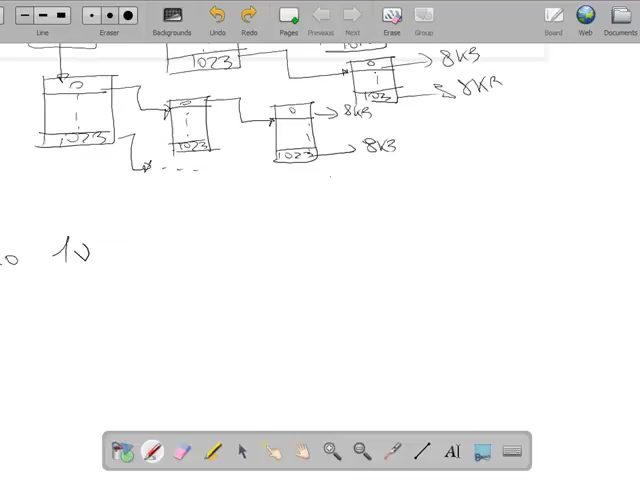 Line
Eraser
Backgrounds
Undo
Redo
Pages
Previous
Next
Erase
Group
Board
Web
Documents
1023
0
8KB
1023
8KB
0
1023
0
1023
0
1023
8KB
8KB
10